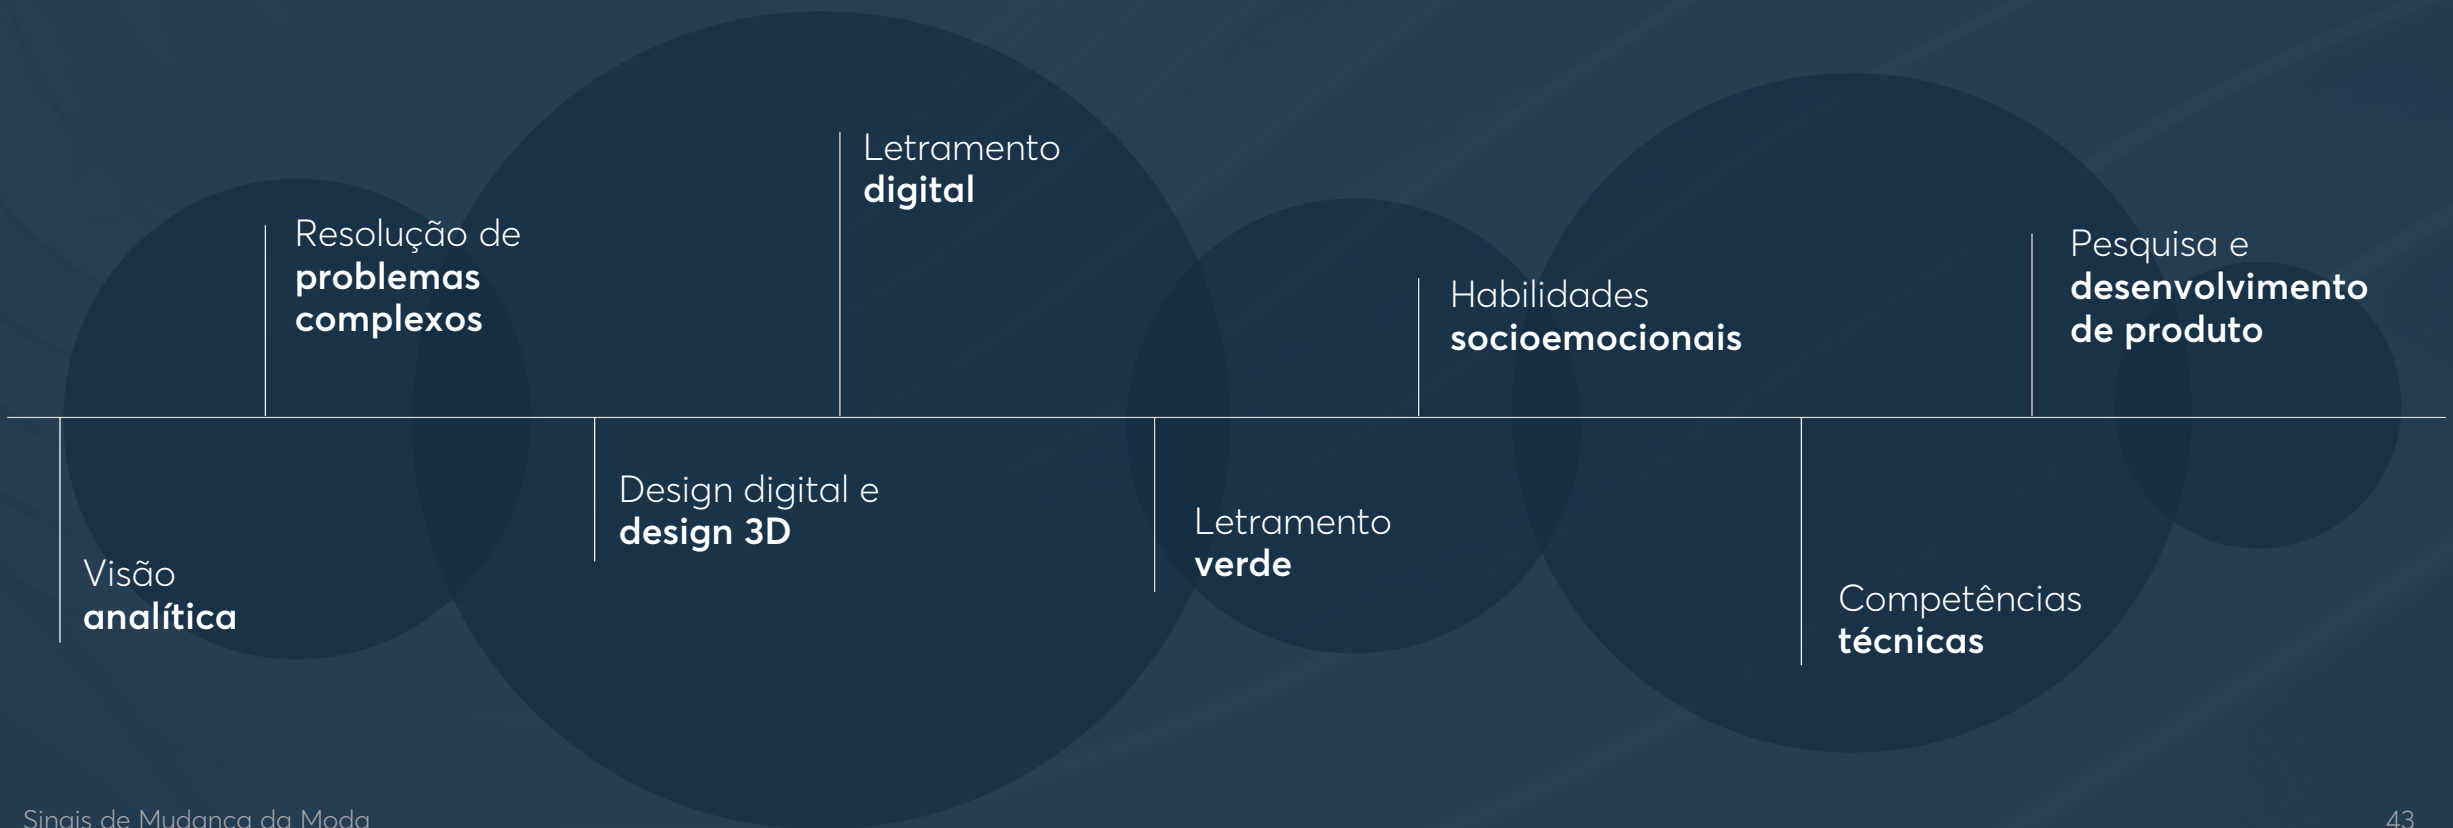 Letramento
digital
Resolução de
problemas
complexos
Pesquisa e
desenvolvimento
de produto
Habilidades
socioemocionais
Design digital e
design 3D
Letramento
verde
Visão
analítica
Competências
técnicas
Sinais de Mudança da Moda
43